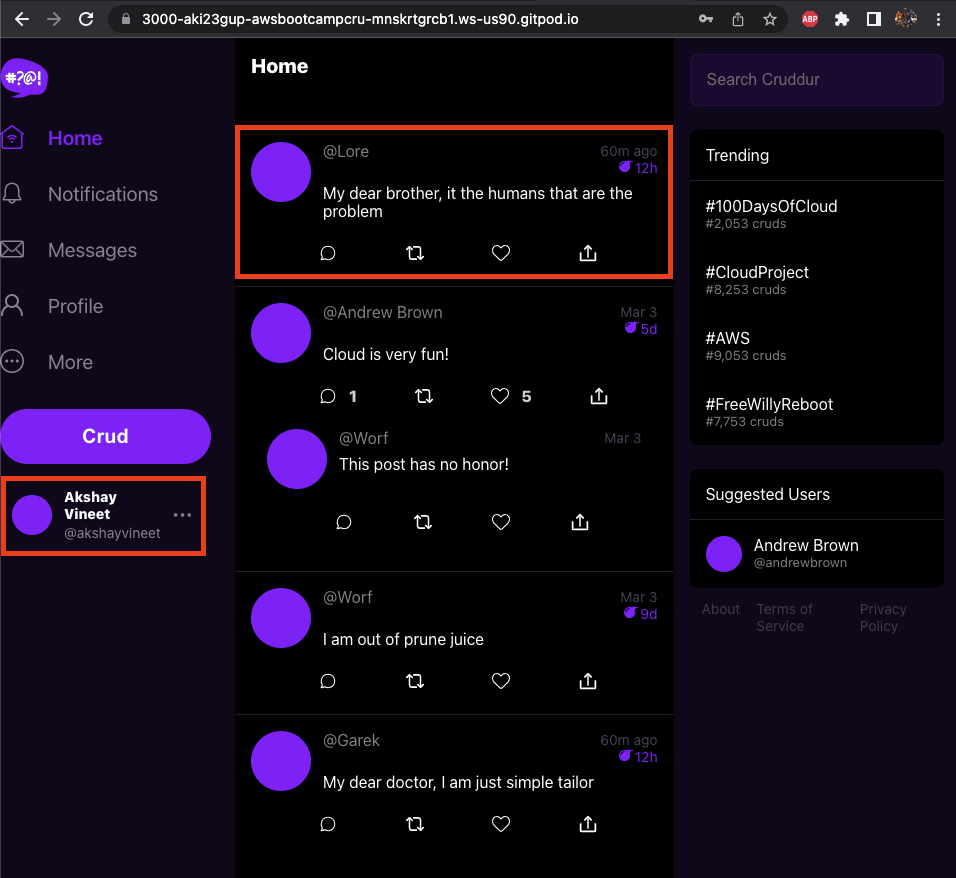 3000-aki23gup-awsbootcampcru-mnskrtgrcb1.ws-us90.gitpod.io
ABP
#?@!
Home
Notifications
Messages
Profile
More
Crud
Akshay
Vineet
@akshayvineet
Home
@Lore
60m ago
12h
My dear brother, it the humans that are the
problem
@Andrew Brown
Mar 3
5d
Cloud is very fun!
1
5
@Worf
Mar 3
This post has no honor!
@Worf
Mar 3
9d
I am out of prune juice
@Garek
60m ago
12h
My dear doctor, I am just simple tailor
Search Cruddur
Trending
#100DaysOfCloud
#2,053 cruds
#CloudProject
#8,253 cruds
#AWS
#9,053 cruds
#FreeWillyReboot
#7,753 cruds
Suggested Users
Andrew Brown
@andrewbrown
About
Terms of
Service
Privacy
Policy